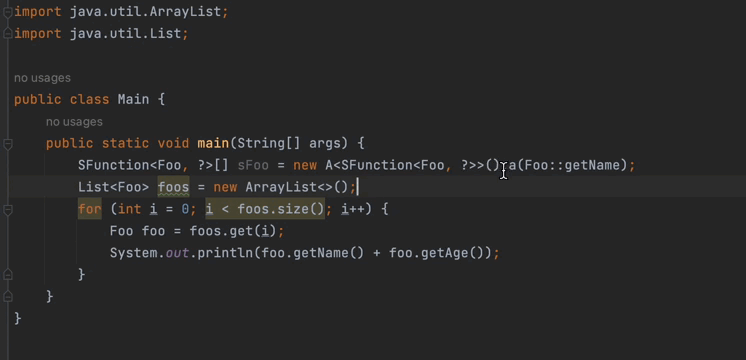 import java.util.ArrayList;
import java.util.List;
no usages
public class Main {
no usages
public static void main(String[] args) {
SFunction<Foo, ?>[] sFoo = new A<SFunction<Foo, ?>>().a(Foo::getName);
List<Foo> foos = new ArrayList<>();
for (int i = 0; i < foos.size(); i++) {
Foo foo = foos.get(i);
System.out.println(foo.getName() + foo.getAge());
}
}
}